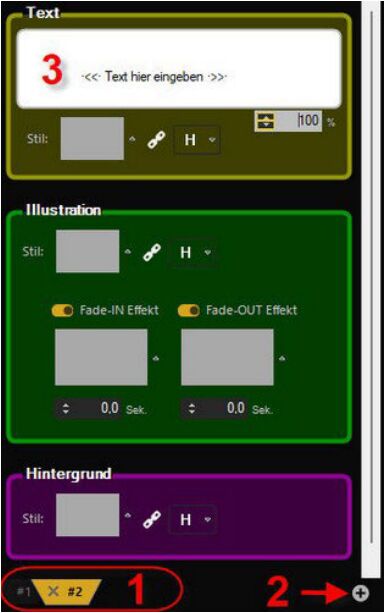 Text
3
·<<· Text hier eingeben ·>>·
100 %
Stil: H
Illustration
Stil: H
Fade-IN Effekt Fade-OUT Effekt
0,0 Sek. 0,0 Sek.
Hintergrund
Stil: H
#1 × #2 1 2